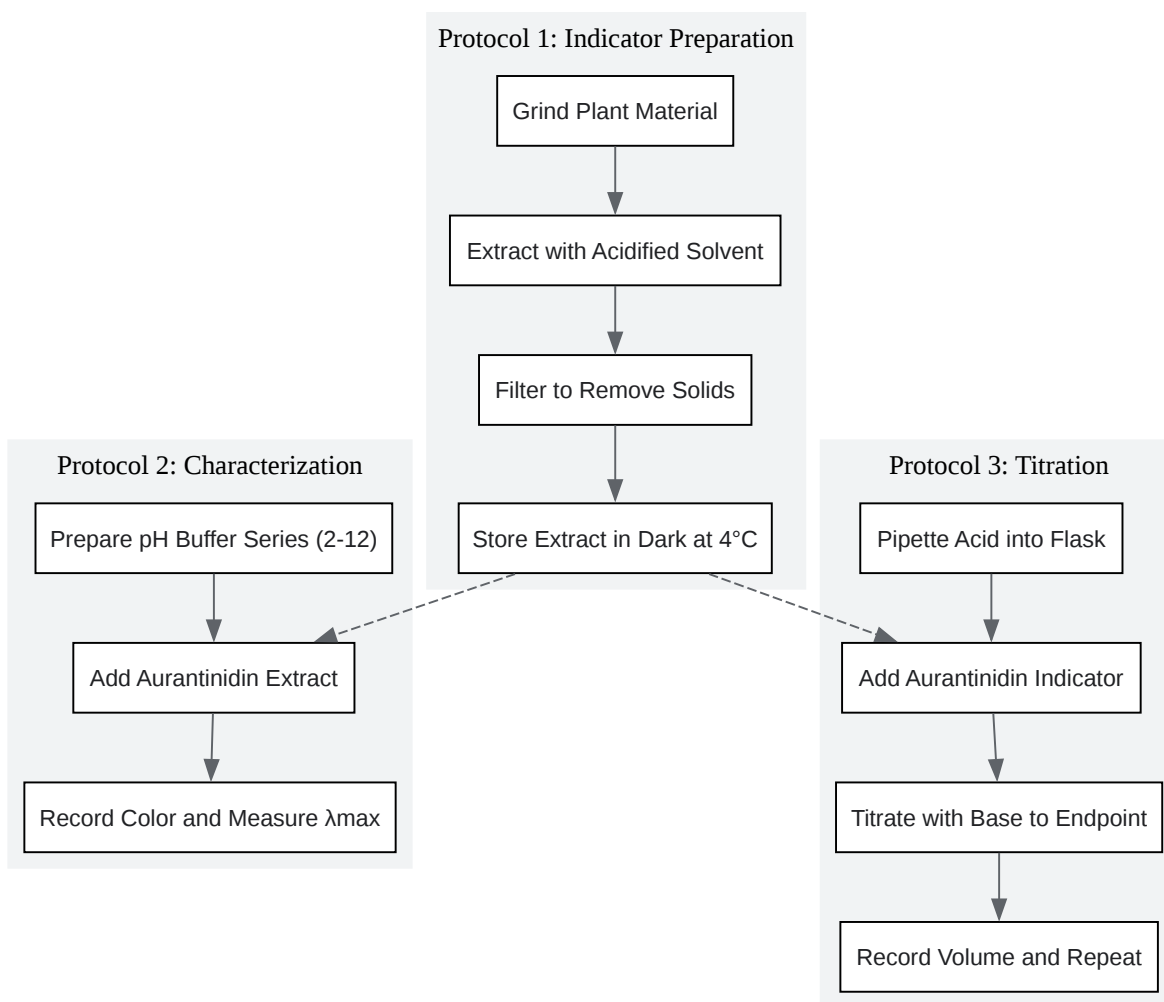 Protocol 1: Indicator Preparation
Grind Plant Material
Extract with Acidified Solvent
Filter to Remove Solids
Store Extract in Dark at 4°C
Protocol 2: Characterization
Prepare pH Buffer Series (2-12)
Add Aurantinidin Extract
Record Color and Measure λmax
Protocol 3: Titration
Pipette Acid into Flask
Add Aurantinidin Indicator
Titrate with Base to Endpoint
Record Volume and Repeat